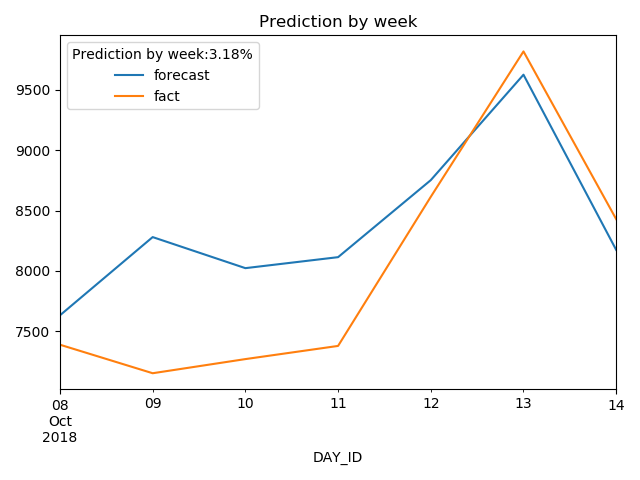 Prediction by week
Prediction by week:3.18%
forecast
fact
9500
9000
8500
8000
7500
08 09 10 11 12 13 14
Oct
2018
DAY_ID